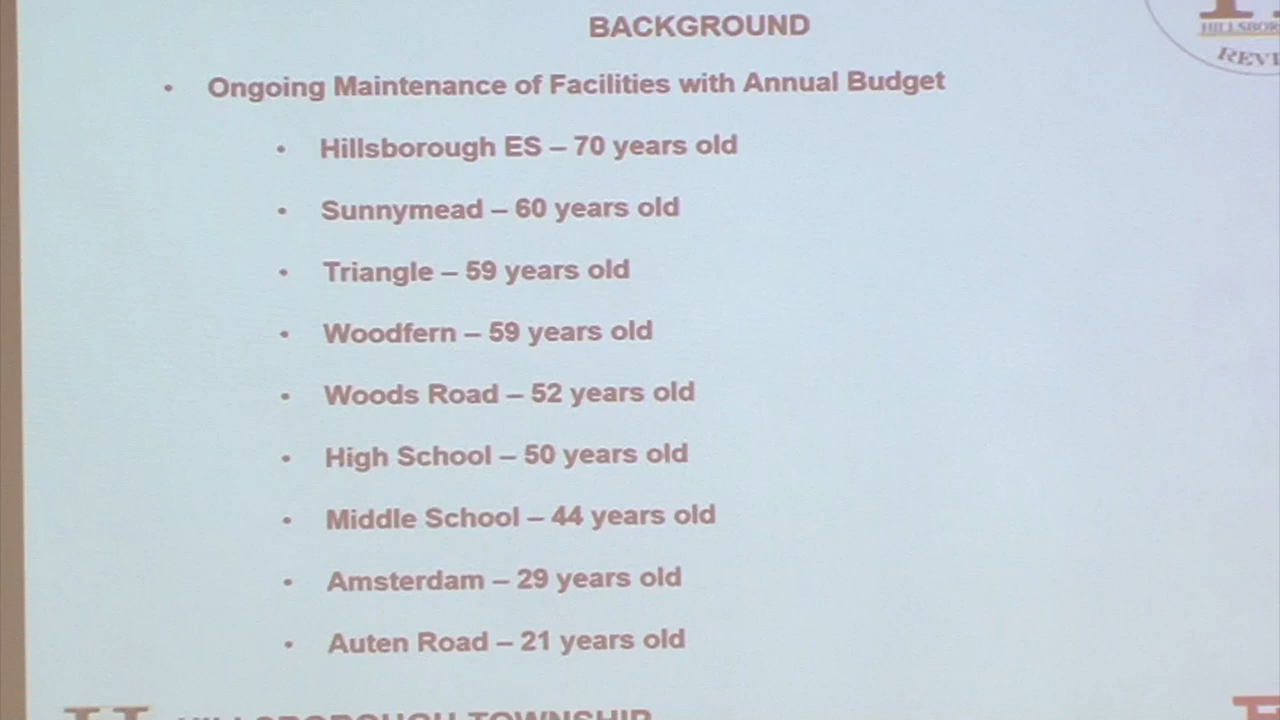 BACKGROUND
• Ongoing Maintenance of Facilities with Annual Budget
• Hillsborough ES – 70 years old
• Sunnymead – 60 years old
• Triangle – 59 years old
• Woodfern – 59 years old
• Woods Road – 52 years old
• High School – 50 years old
• Middle School – 44 years old
• Amsterdam – 29 years old
• Auten Road – 21 years old
HILLSBOROUGH TOWNSHIP